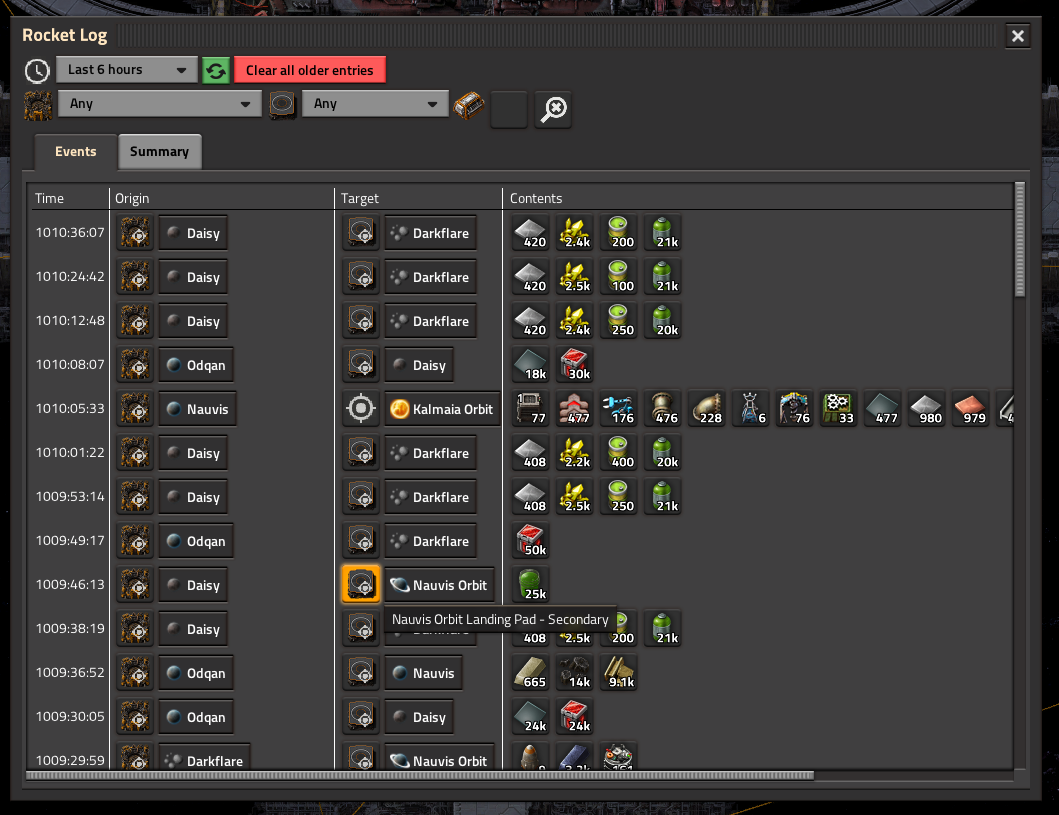 Rocket Log
Last 6 hours Clear all older entries
Any Any
Events Summary
Time Origin Target Contents
1010:36:07 Daisy Darkflare 420 2.4k 200 21k
1010:24:42 Daisy Darkflare 420 2.5k 100 21k
1010:12:48 Daisy Darkflare 420 2.4k 250 20k
1010:08:07 Odqan Daisy 18k 30k
1010:05:33 Nauvis Kalmaia Orbit 77 477 176 476 228 6 76 33 477 980 979
1010:01:22 Daisy Darkflare 408 2.2k 400 20k
1009:53:14 Daisy Darkflare 408 2.5k 250 21k
1009:49:17 Odqan Darkflare 50k
1009:46:13 Daisy Nauvis Orbit 25k
Nauvis Orbit Landing Pad - Secondary
1009:38:19 Daisy 408 2.5k 200 21k
1009:36:52 Odqan Nauvis 665 14k 9.1k
1009:30:05 Odqan Daisy 24k 24k
1009:29:59 Darkflare Nauvis Orbit